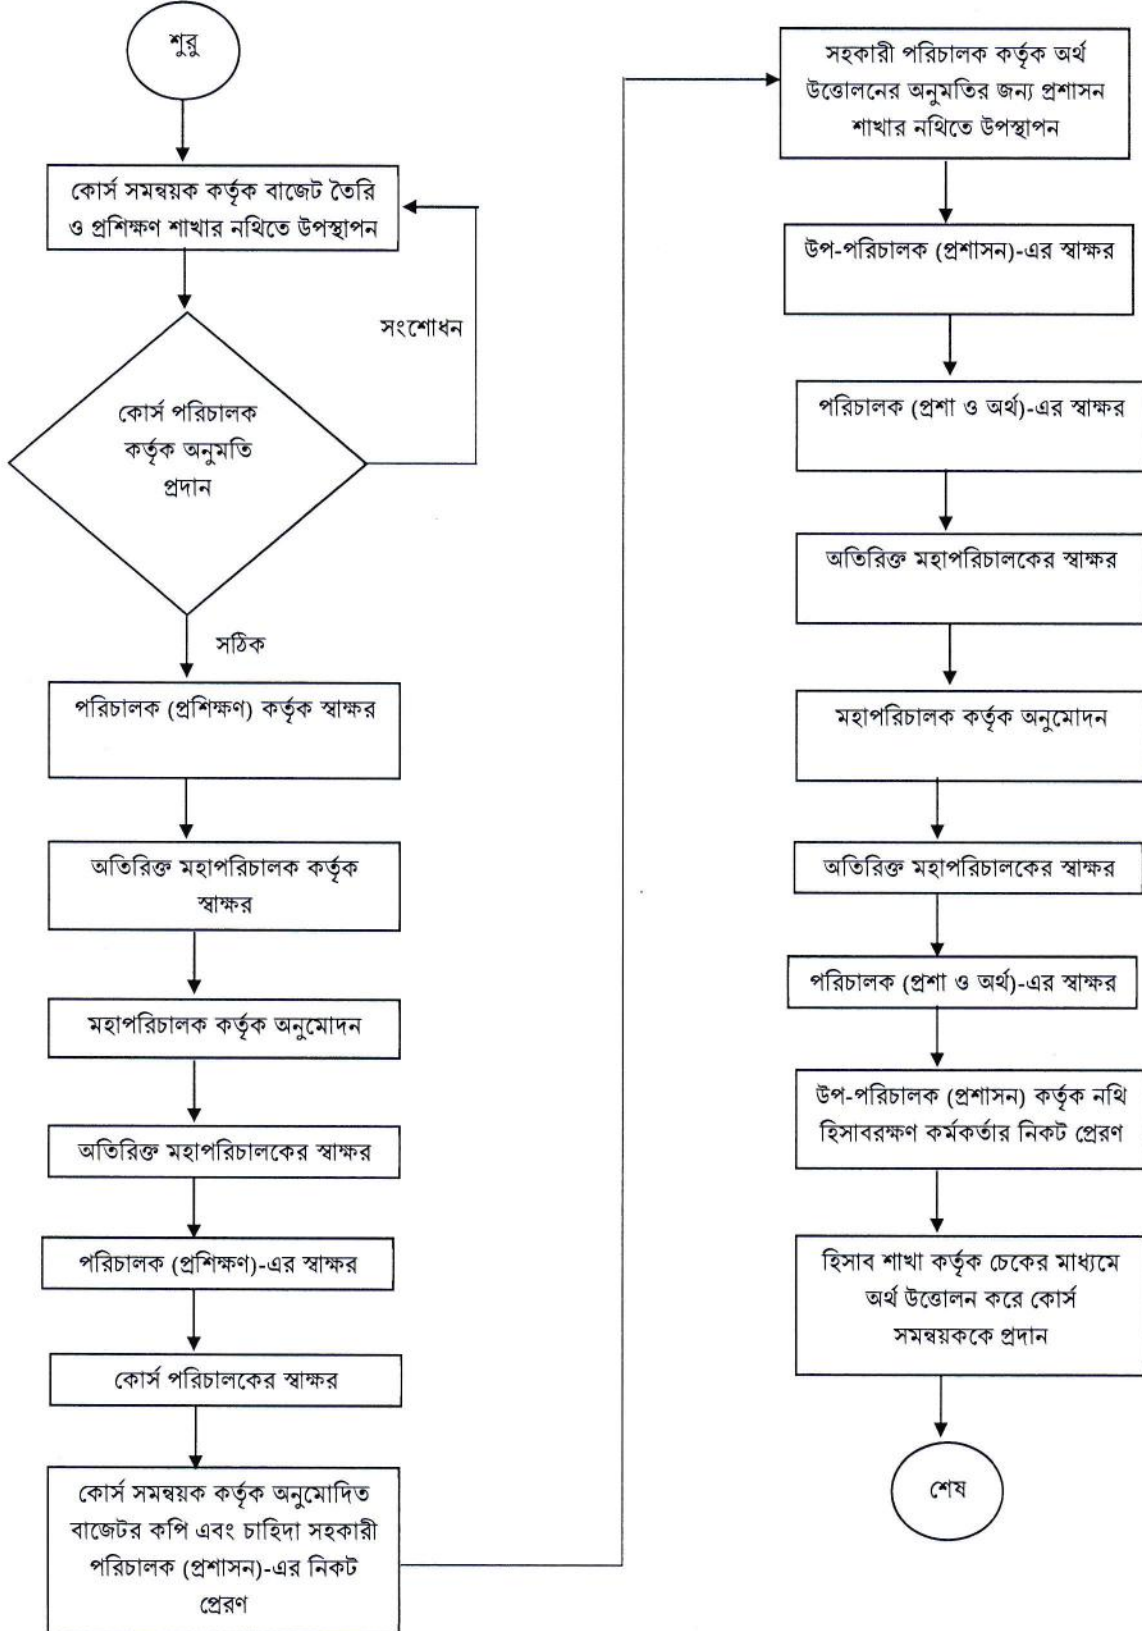 শুরু
কোর্স সমন্বয়ক কর্তৃক বাজেট তৈরি
ও প্রশিক্ষণ শাখার নথিতে উপস্থাপন
সংশোধন
কোর্স পরিচালক
কর্তৃক অনুমতি
প্রদান
সঠিক
পরিচালক (প্রশিক্ষণ) কর্তৃক স্বাক্ষর
অতিরিক্ত মহাপরিচালক কর্তৃক
স্বাক্ষর
মহাপরিচালক কর্তৃক অনুমোদন
অতিরিক্ত মহাপরিচালকের স্বাক্ষর
পরিচালক (প্রশিক্ষণ)-এর স্বাক্ষর
কোর্স পরিচালকের স্বাক্ষর
কোর্স সমন্বয়ক কর্তৃক অনুমোদিত
বাজেটর কপি এবং চাহিদা সহকারী
পরিচালক (প্রশাসন)-এর নিকট
প্রেরণ
সহকারী পরিচালক কর্তৃক অর্থ
উত্তোলনের অনুমতির জন্য প্রশাসন
শাখার নথিতে উপস্থাপন
উপ-পরিচালক (প্রশাসন)-এর স্বাক্ষর
পরিচালক (প্রশা ও অর্থ)-এর স্বাক্ষর
অতিরিক্ত মহাপরিচালকের স্বাক্ষর
মহাপরিচালক কর্তৃক অনুমোদন
অতিরিক্ত মহাপরিচালকের স্বাক্ষর
পরিচালক (প্রশা ও অর্থ)-এর স্বাক্ষর
উপ-পরিচালক (প্রশাসন) কর্তৃক নথি
হিসাবরক্ষণ কর্মকর্তার নিকট প্রেরণ
হিসাব শাখা কর্তৃক চেকের মাধ্যমে
অর্থ উত্তোলন করে কোর্স
সমন্বয়ককে প্রদান
শেষ